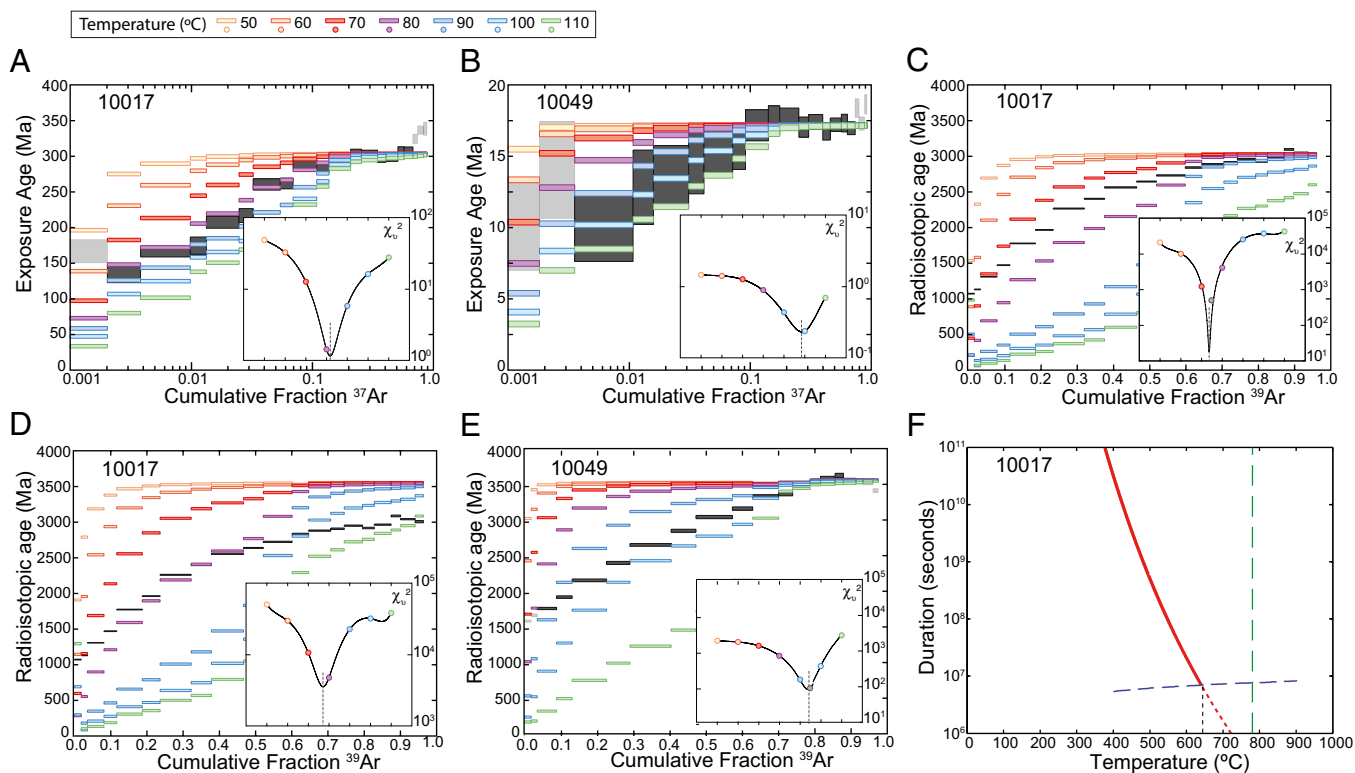 Temperature (ºC) 50 60 70 80 90 100 110
A
10017
Exposure Age (Ma)
400
350
300
250
200
150
100
50
0
χυ²
10²
10¹
10⁰
0.001 0.01 0.1 1.0
Cumulative Fraction ³⁷Ar
B
10049
Exposure Age (Ma)
20
15
10
5
0
χυ²
10¹
10⁰
10⁻¹
0.001 0.01 0.1 1.0
Cumulative Fraction ³⁷Ar
C
10017
Radioisotopic age (Ma)
4000
3500
3000
2500
2000
1500
1000
500
0
χυ²
10⁵
10⁴
10³
10²
10¹
0.0 0.1 0.2 0.3 0.4 0.5 0.6 0.7 0.8 0.9 1.0
Cumulative Fraction ³⁹Ar
D
10017
Radioisotopic age (Ma)
4000
3500
3000
2500
2000
1500
1000
500
0
χυ²
10⁵
10⁴
10³
0.0 0.1 0.2 0.3 0.4 0.5 0.6 0.7 0.8 0.9 1.0
Cumulative Fraction ³⁹Ar
E
10049
Radioisotopic age (Ma)
4000
3500
3000
2500
2000
1500
1000
500
0
χυ²
10⁵
10⁴
10³
10²
10¹
0.0 0.1 0.2 0.3 0.4 0.5 0.6 0.7 0.8 0.9 1.0
Cumulative Fraction ³⁹Ar
F
10017
Duration (seconds)
10¹¹
10¹⁰
10⁹
10⁸
10⁷
10⁶
0 100 200 300 400 500 600 700 800 900 1000
Temperature (ºC)